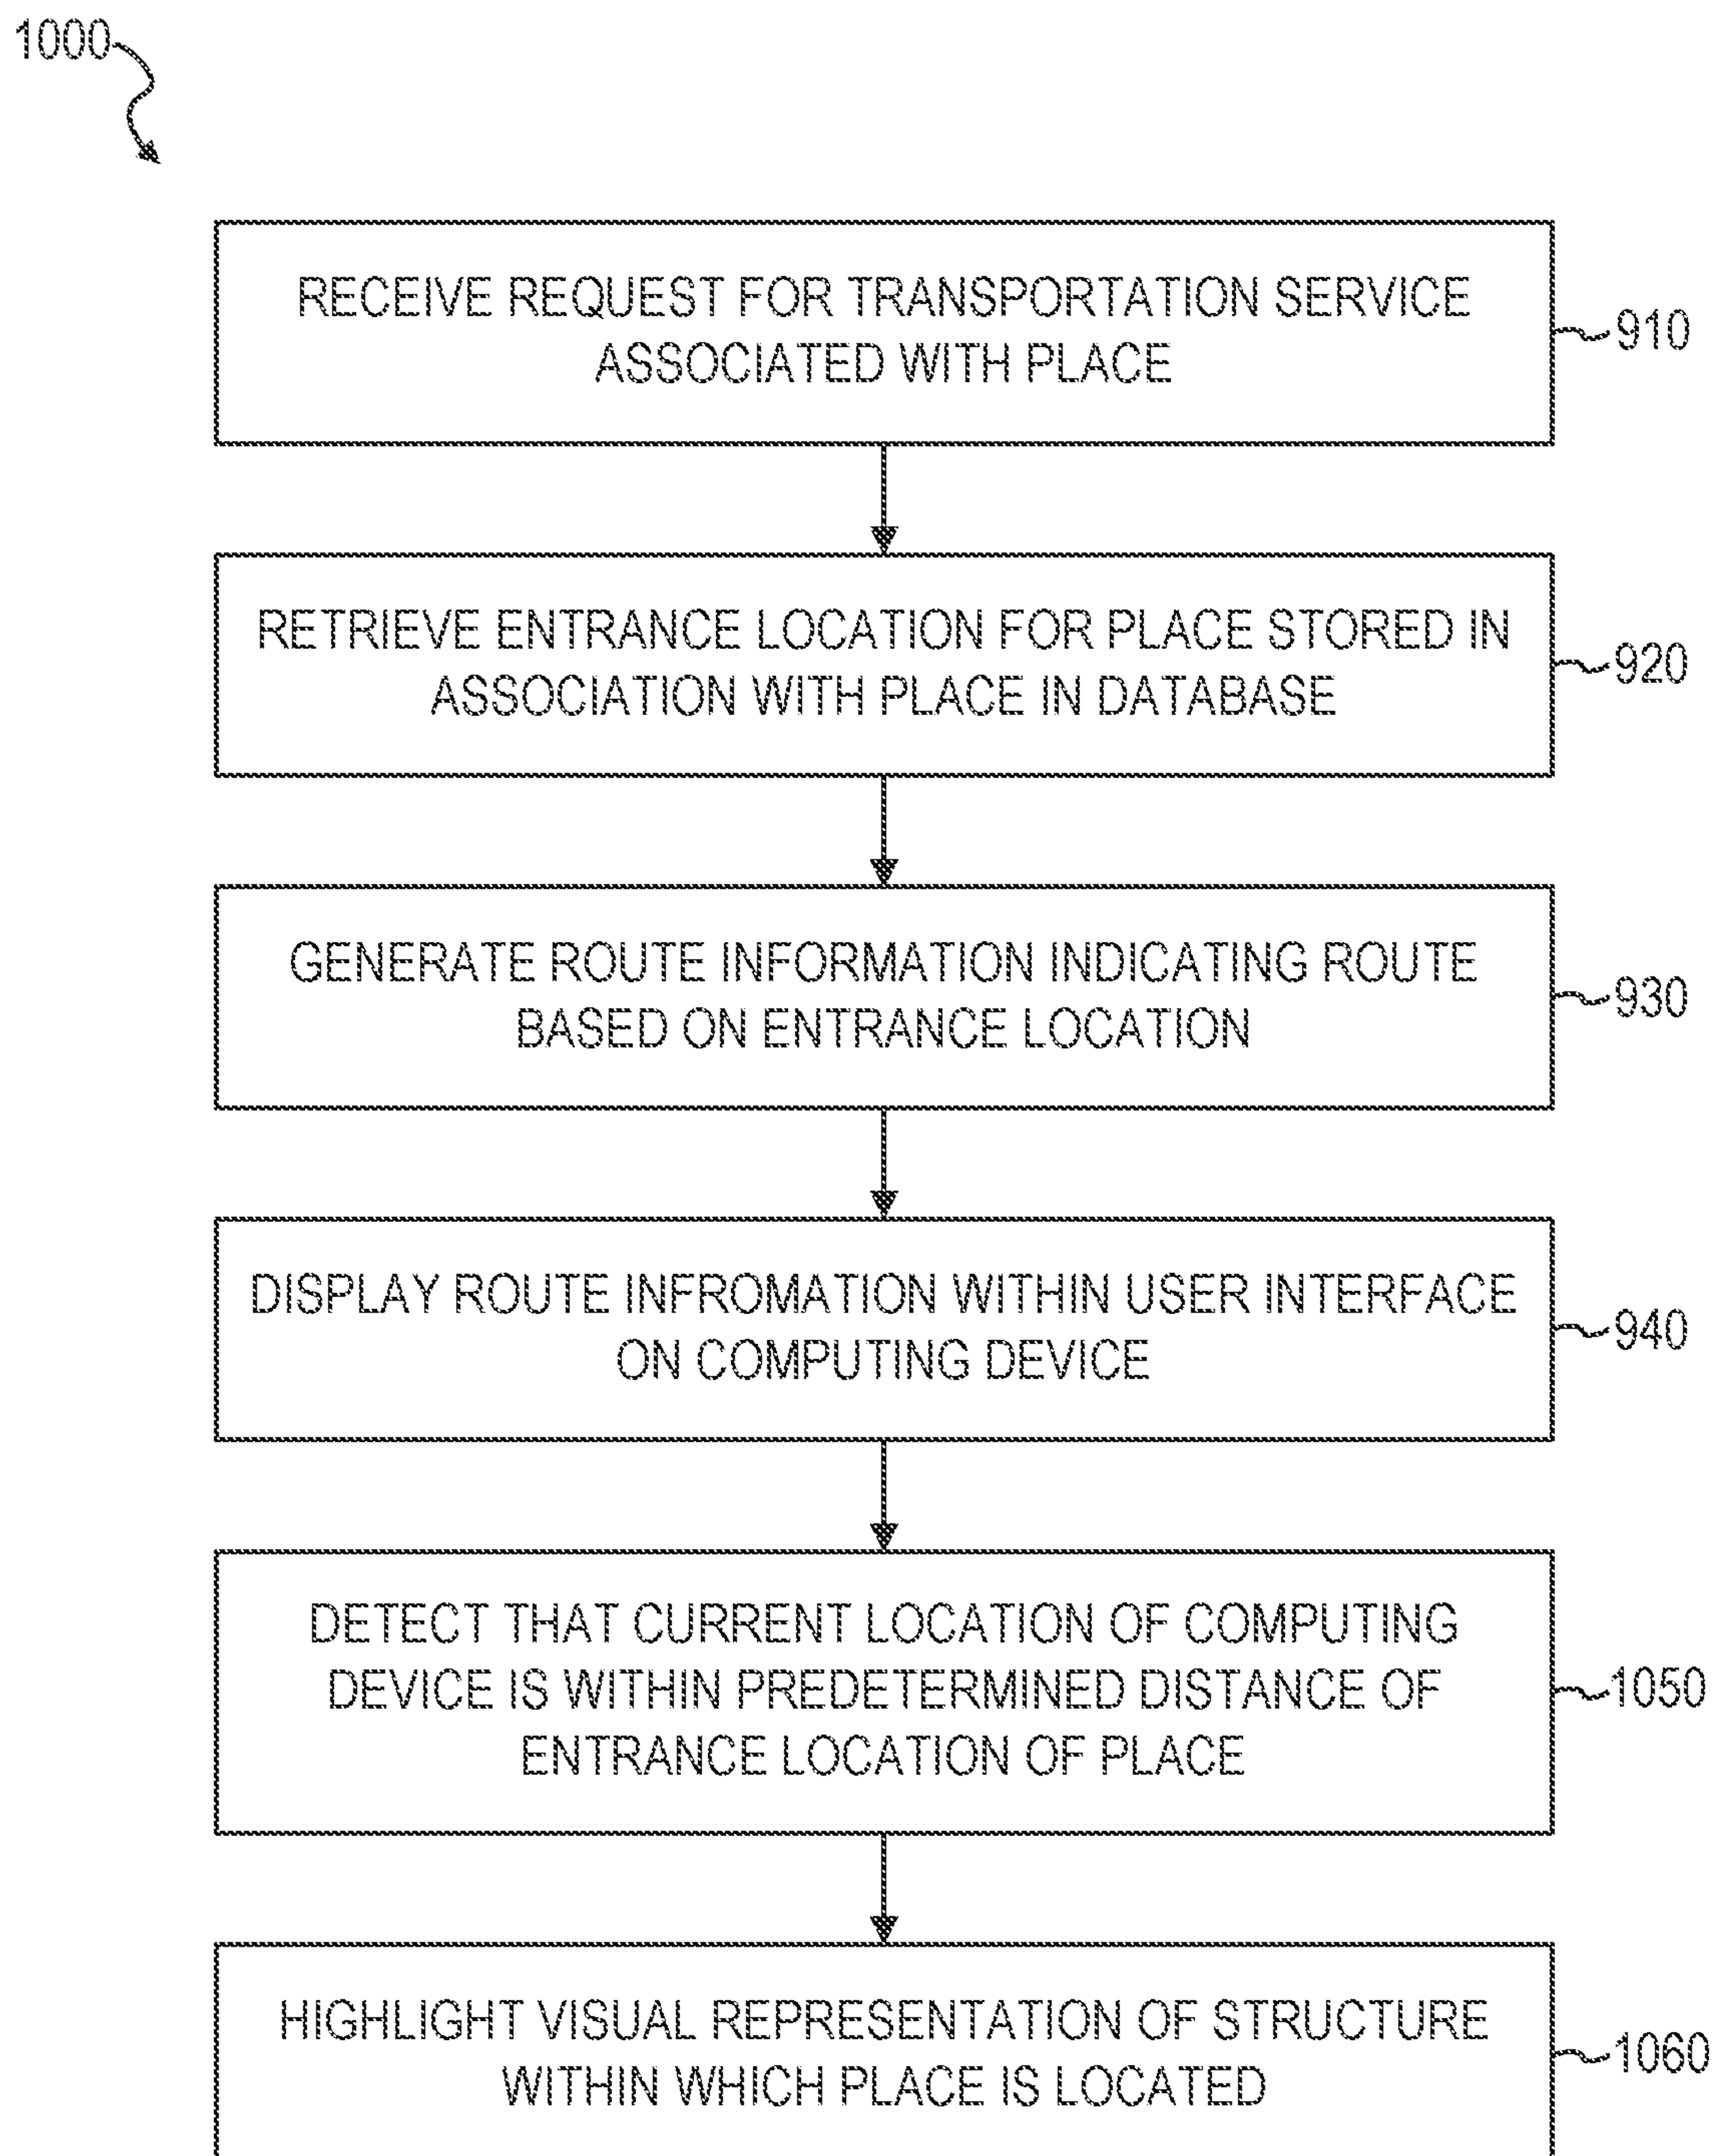 1000
RECEIVE REQUEST FOR TRANSPORTATION SERVICE
ASSOCIATED WITH PLACE
910
RETRIEVE ENTRANCE LOCATION FOR PLACE STORED IN
ASSOCIATION WITH PLACE IN DATABASE
920
GENERATE ROUTE INFORMATION INDICATING ROUTE
BASED ON ENTRANCE LOCATION
930
DISPLAY ROUTE INFROMATION WITHIN USER INTERFACE
ON COMPUTING DEVICE
940
DETECT THAT CURRENT LOCATION OF COMPUTING
DEVICE IS WITHIN PREDETERMINED DISTANCE OF
ENTRANCE LOCATION OF PLACE
1050
HIGHLIGHT VISUAL REPRESENTATION OF STRUCTURE
WITHIN WHICH PLACE IS LOCATED
1060